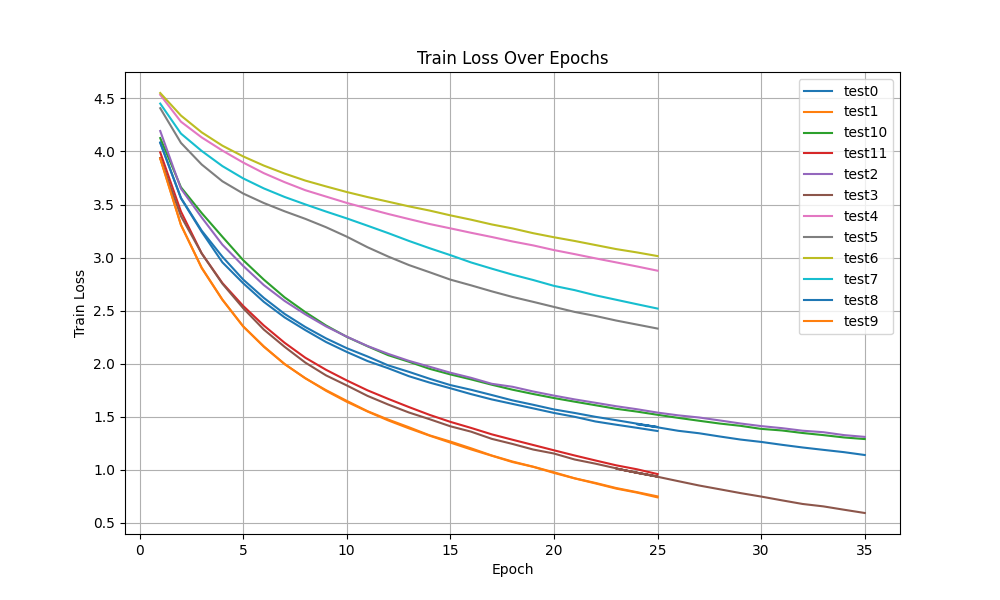 Train Loss Over Epochs
4.5
4.0
3.5
3.0
2.5
2.0
1.5
1.0
0.5
Train Loss
0 5 10 15 20 25 30 35
Epoch
test0
test1
test10
test11
test2
test3
test4
test5
test6
test7
test8
test9